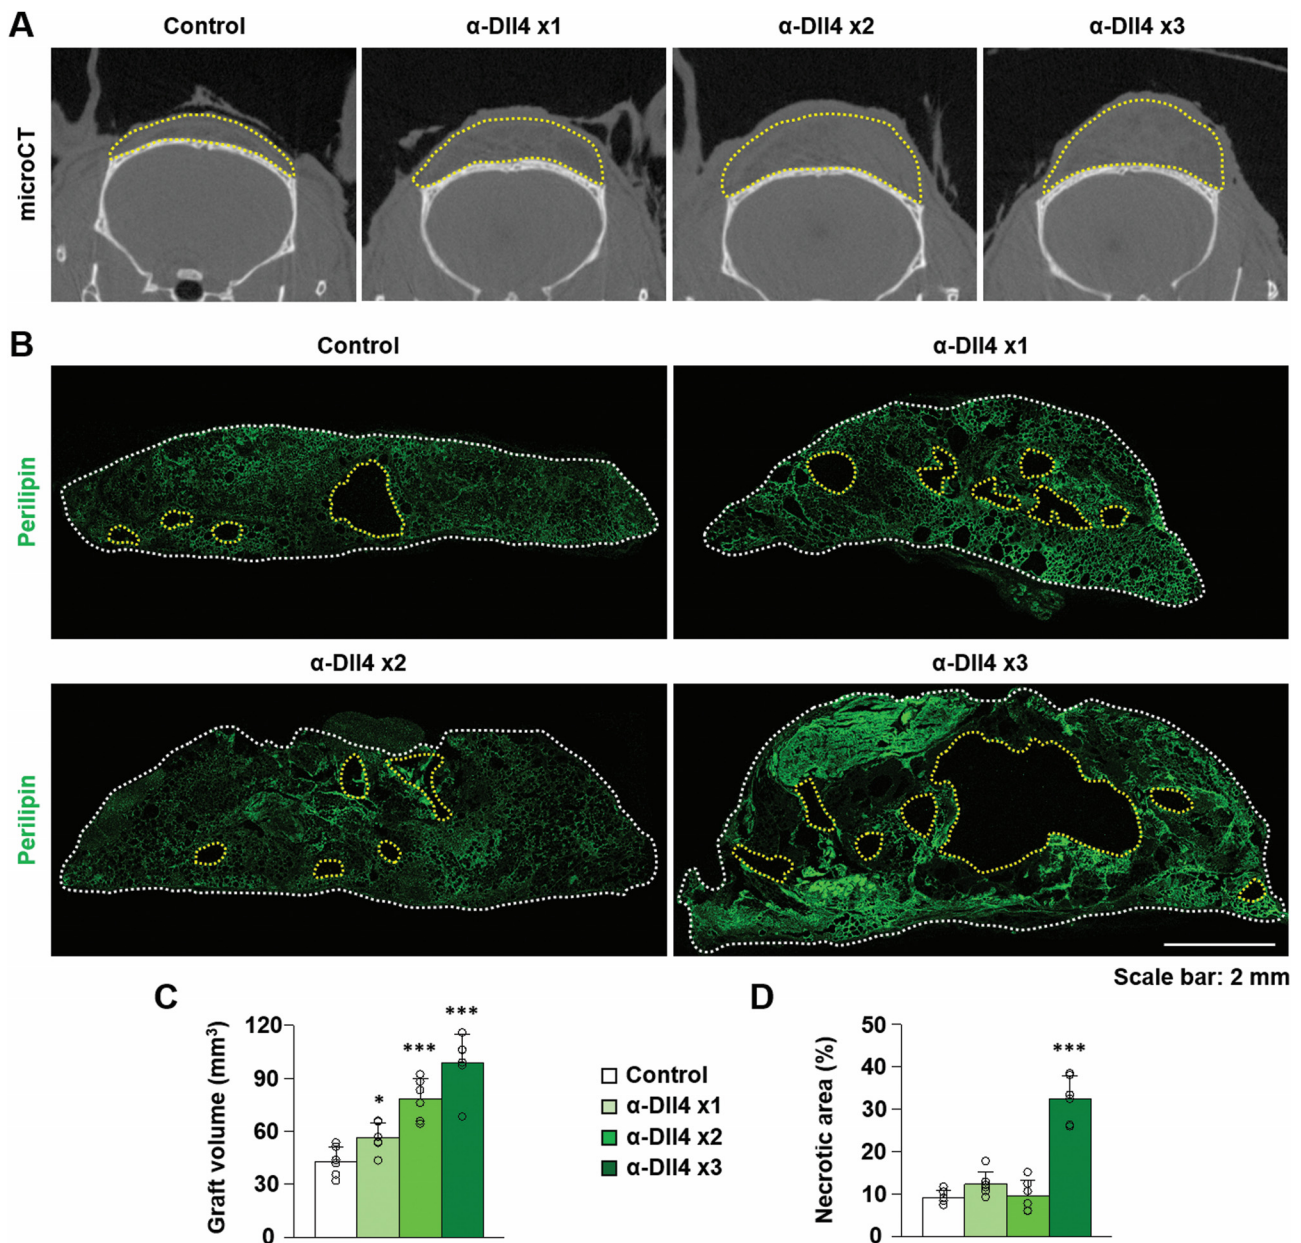 A
Control α-Dll4 x1 α-Dll4 x2 α-Dll4 x3
microCT
B
Control α-Dll4 x1
Perilipin
α-Dll4 x2 α-Dll4 x3
Perilipin
Scale bar: 2 mm
C
Graft volume (mm³)
120
90
60
30
0
*
***
***
Control
α-Dll4 x1
α-Dll4 x2
α-Dll4 x3
D
Necrotic area (%)
50
40
30
20
10
0
***